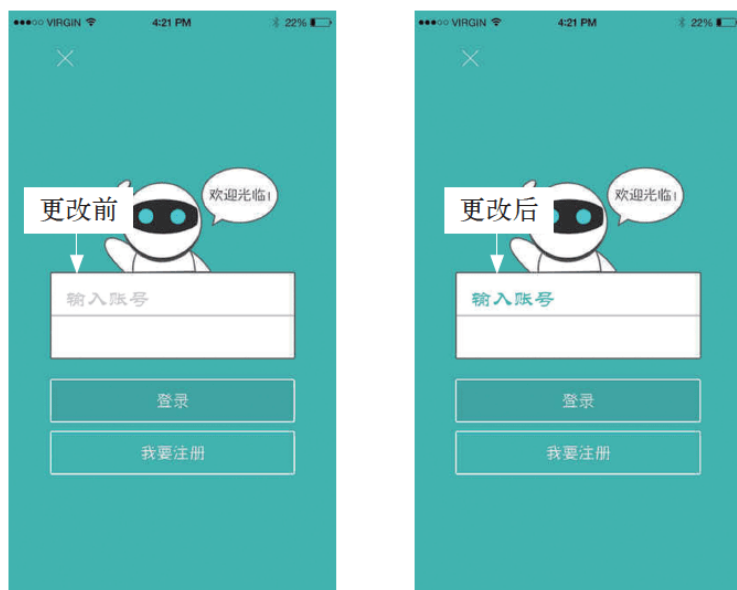 ●●●○○ VIRGIN 4:21 PM 22%
欢迎光临!
更改前
输入账号
登录
我要注册
●●●○○ VIRGIN 4:21 PM 22%
欢迎光临!
更改后
输入账号
登录
我要注册